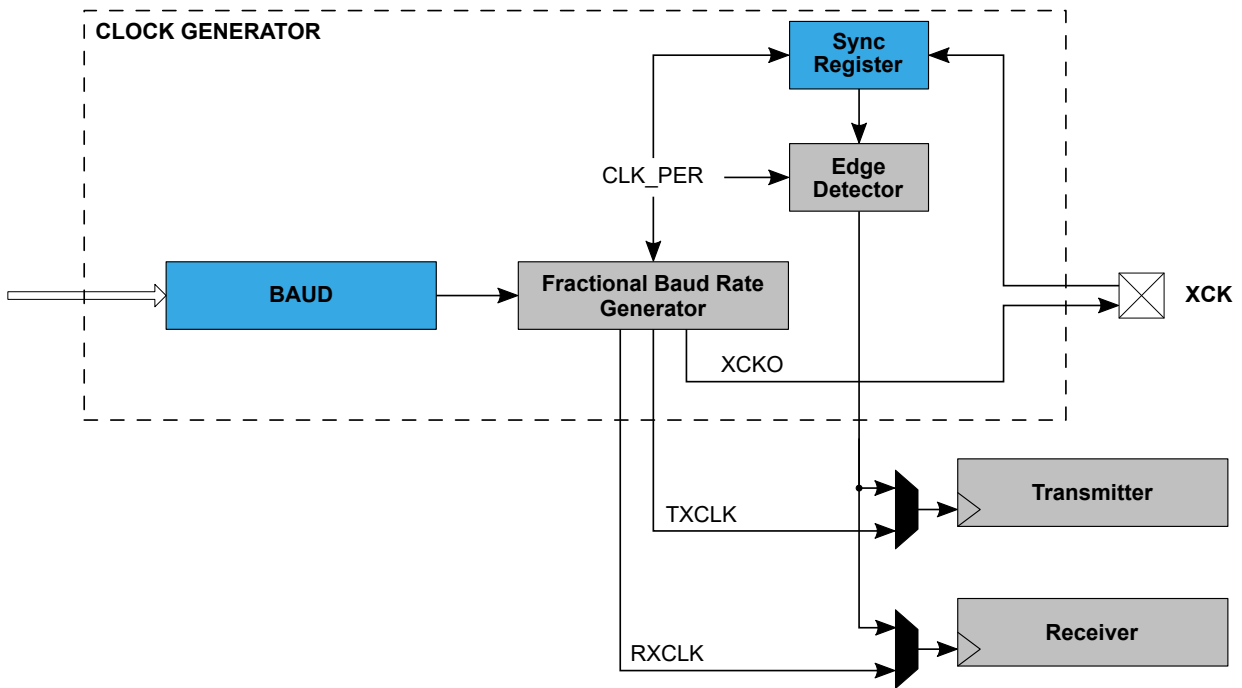 CLOCK GENERATOR
Sync
Register
CLK_PER
Edge
Detector
BAUD
Fractional Baud Rate
Generator
XCK
XCKO
Transmitter
TXCLK
Receiver
RXCLK